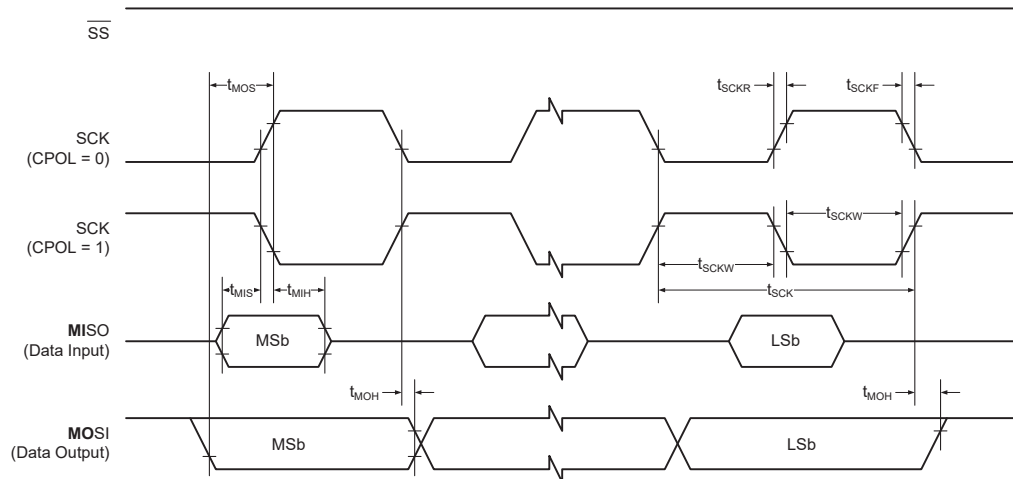 SS
tMOS
tSCKR
tSCKF
SCK
(CPOL = 0)
SCK
(CPOL = 1)
tSCKW
tSCKW
tSCK
tMIS
tMIH
MISO
(Data Input)
MSb
LSb
tMOH
tMOH
MOSI
(Data Output)
MSb
LSb